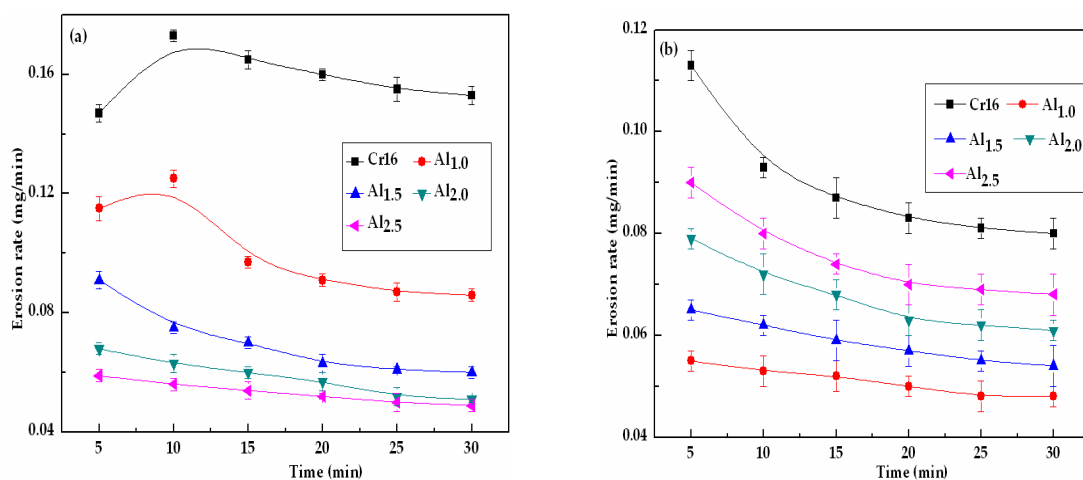 (a)
Erosion rate (mg/min)
0.16
0.12
0.08
0.04
Cr16 Al1.0
Al1.5 Al2.0
Al2.5
5 10 15 20 25 30
Time (min)
(b)
Erosion rate (mg/min)
0.12
0.10
0.08
0.06
0.04
Cr16 Al1.0
Al1.5 Al2.0
Al2.5
5 10 15 20 25 30
Time (min)